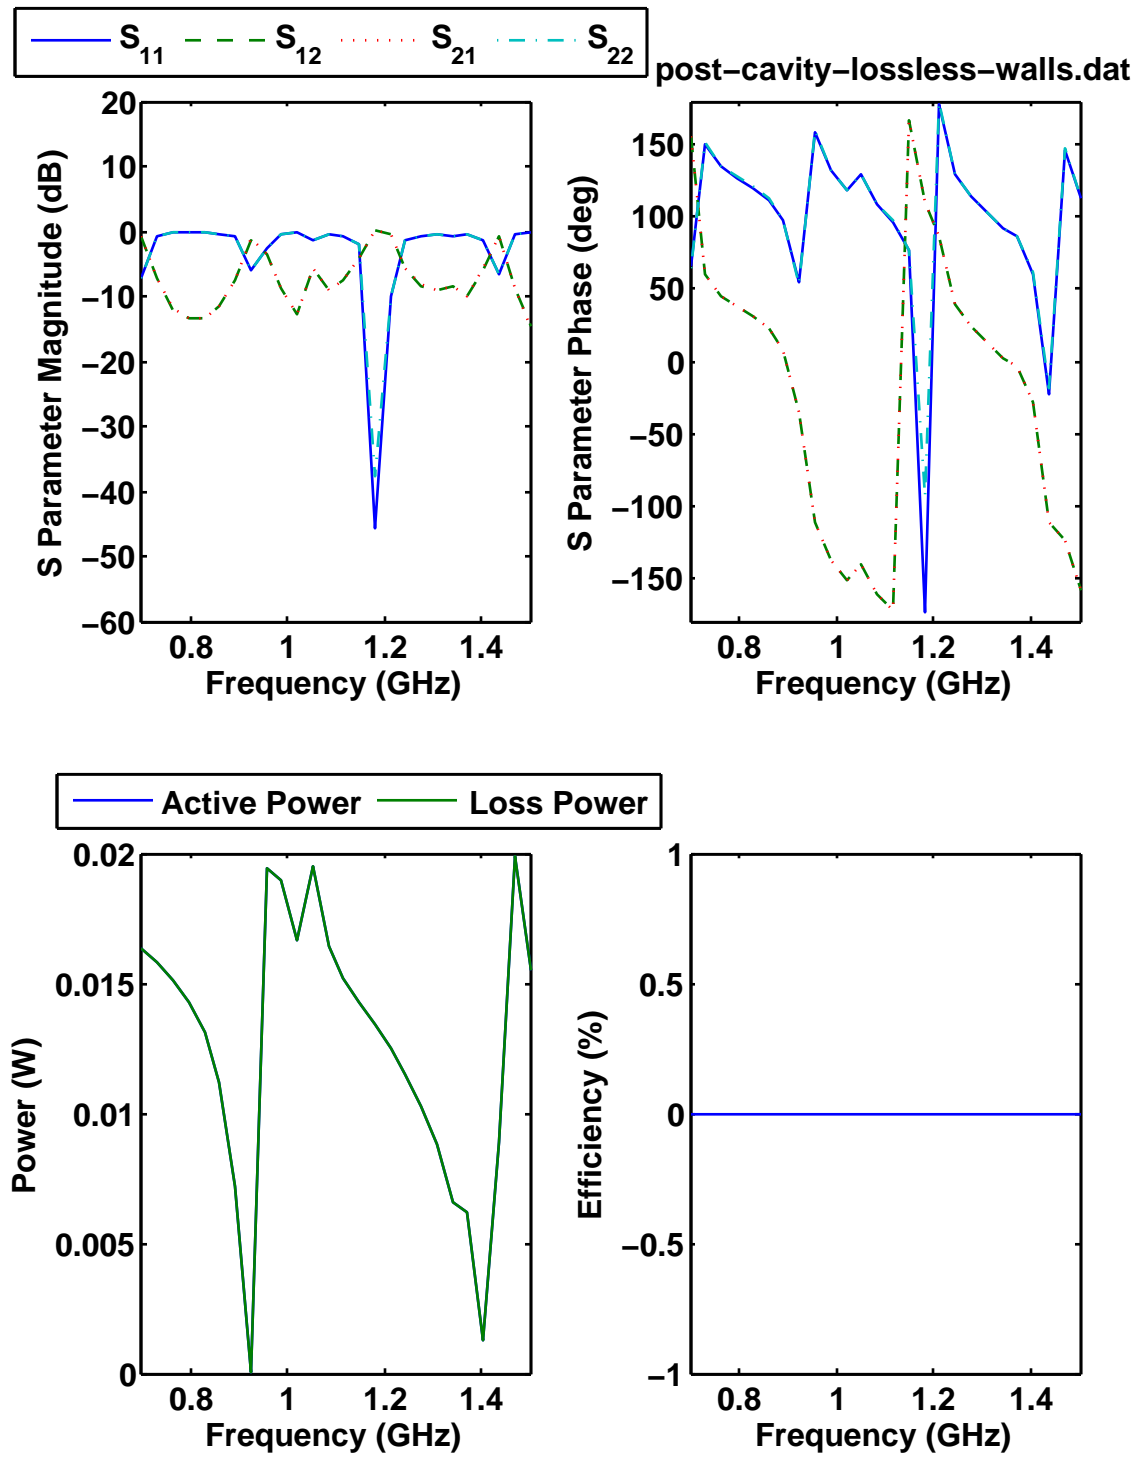 S11 S12 S21 S22
post−cavity−lossless−walls.dat
20
10
0
−10
−20
−30
−40
−50
−60
0.8 1 1.2 1.4
Frequency (GHz)
S Parameter Magnitude (dB)
150
100
50
0
−50
−100
−150
0.8 1 1.2 1.4
Frequency (GHz)
S Parameter Phase (deg)
Active Power Loss Power
0.02
0.015
0.01
0.005
0
0.8 1 1.2 1.4
Frequency (GHz)
Power (W)
1
0.5
0
−0.5
−1
0.8 1 1.2 1.4
Frequency (GHz)
Efficiency (%)